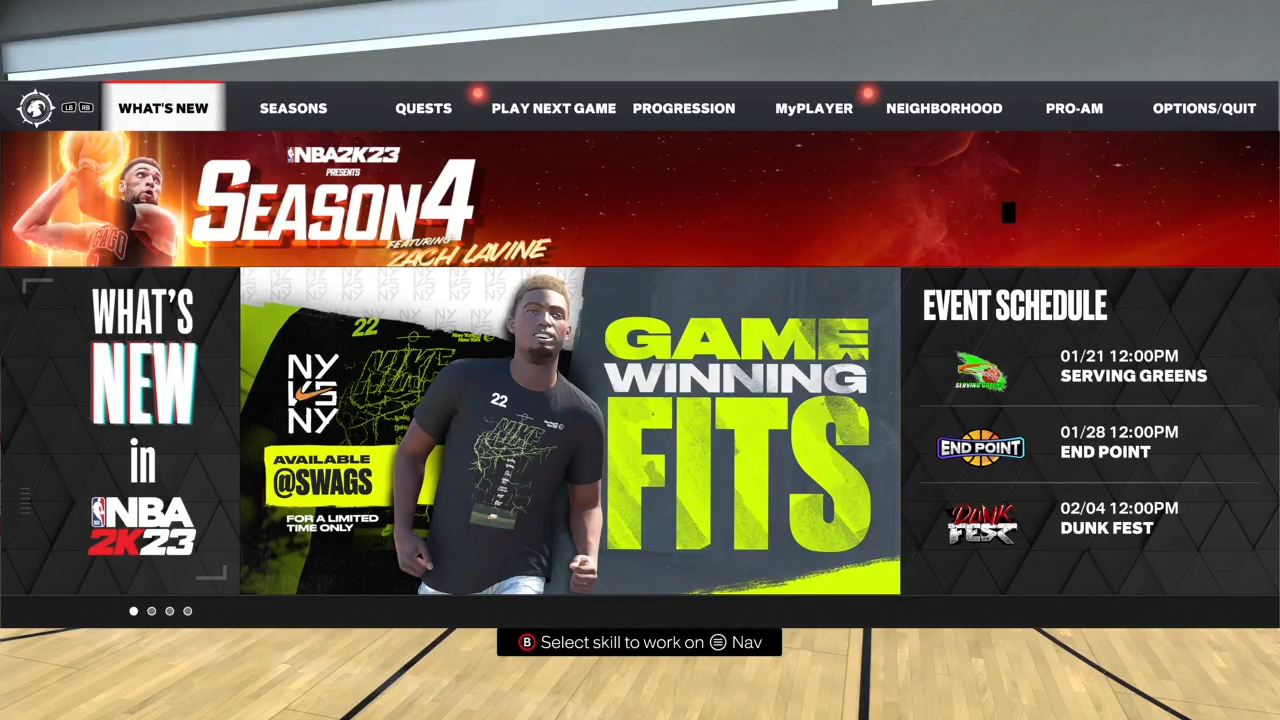 LB RB
WHAT'S NEW
SEASONS
QUESTS
PLAY NEXT GAME
PROGRESSION
MyPLAYER
NEIGHBORHOOD
PRO-AM
OPTIONS/QUIT
NBA2K23
PRESENTS
SEASON 4
FEATURING
ZACH LAVINE
WHAT'S
NEW
in
NBA
2K23
22
NY
NY
AVAILABLE
@SWAGS
FOR A LIMITED
TIME ONLY
22
GAME
WINNING
FITS
EVENT SCHEDULE
SERVING GREENS
01/21 12:00PM
SERVING GREENS
END POINT
01/28 12:00PM
END POINT
DUNK
FEST
02/04 12:00PM
DUNK FEST
B Select skill to work on Nav